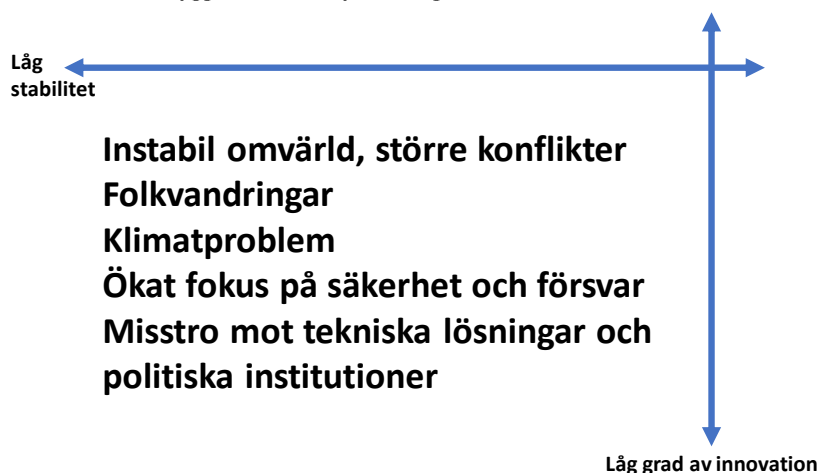 Låg
stabilitet
Instabil omvärld, större konflikter
Folkvandringar
Klimatproblem
Ökat fokus på säkerhet och försvar
Misstro mot tekniska lösningar och
politiska institutioner
Låg grad av innovation